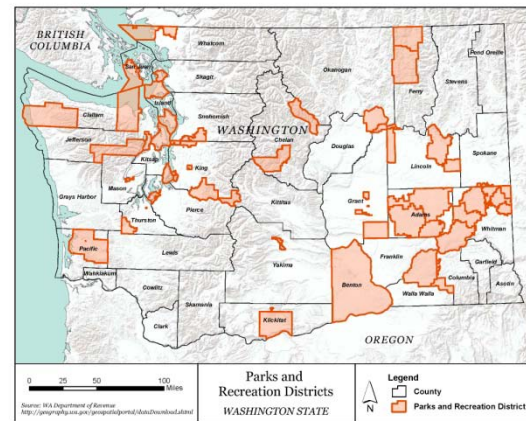 BRITISH
COLUMBIA
Whatcom
Okanogan
Pend Oreille
San Juan
Skagit
Ferry
Stevens
Island
Clallam
Snohomish
WASHINGTON
Chelan
Jefferson
Douglas
Kitsap
King
Lincoln
Spokane
Grays Harbor
Mason
Grant
Kittitas
Pierce
Adams
Thurston
Whitman
Pacific
Lewis
Franklin
Garfield
Yakima
Wahkiakum
Columbia
Cowlitz
Benton
Walla Walla
Asotin
Skamania
Klickitat
Clark
OREGON
0 25 50 100
Miles
Source: WA Department of Revenue
Parks and
Recreation Districts
WASHINGTON STATE
N
Legend
County
Parks and Recreation District